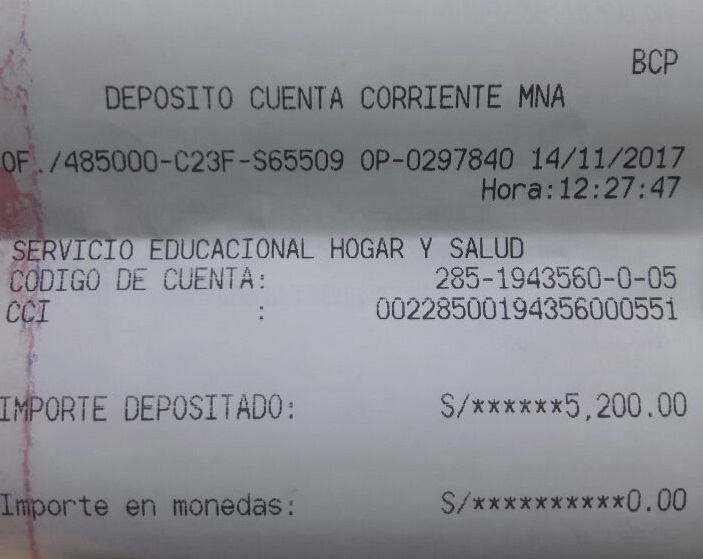 BCP
DEPOSITO CUENTA CORRIENTE MNA
OF./485000-C23F-S65509 OP-0297840 14/11/2017
Hora:12:27:47
SERVICIO EDUCACIONAL HOGAR Y SALUD
CODIGO DE CUENTA: 285-1943560-0-05
CCI : 00228500194356000551
IMPORTE DEPOSITADO: S/******5,200.00
Importe en monedas: S/**********0.00